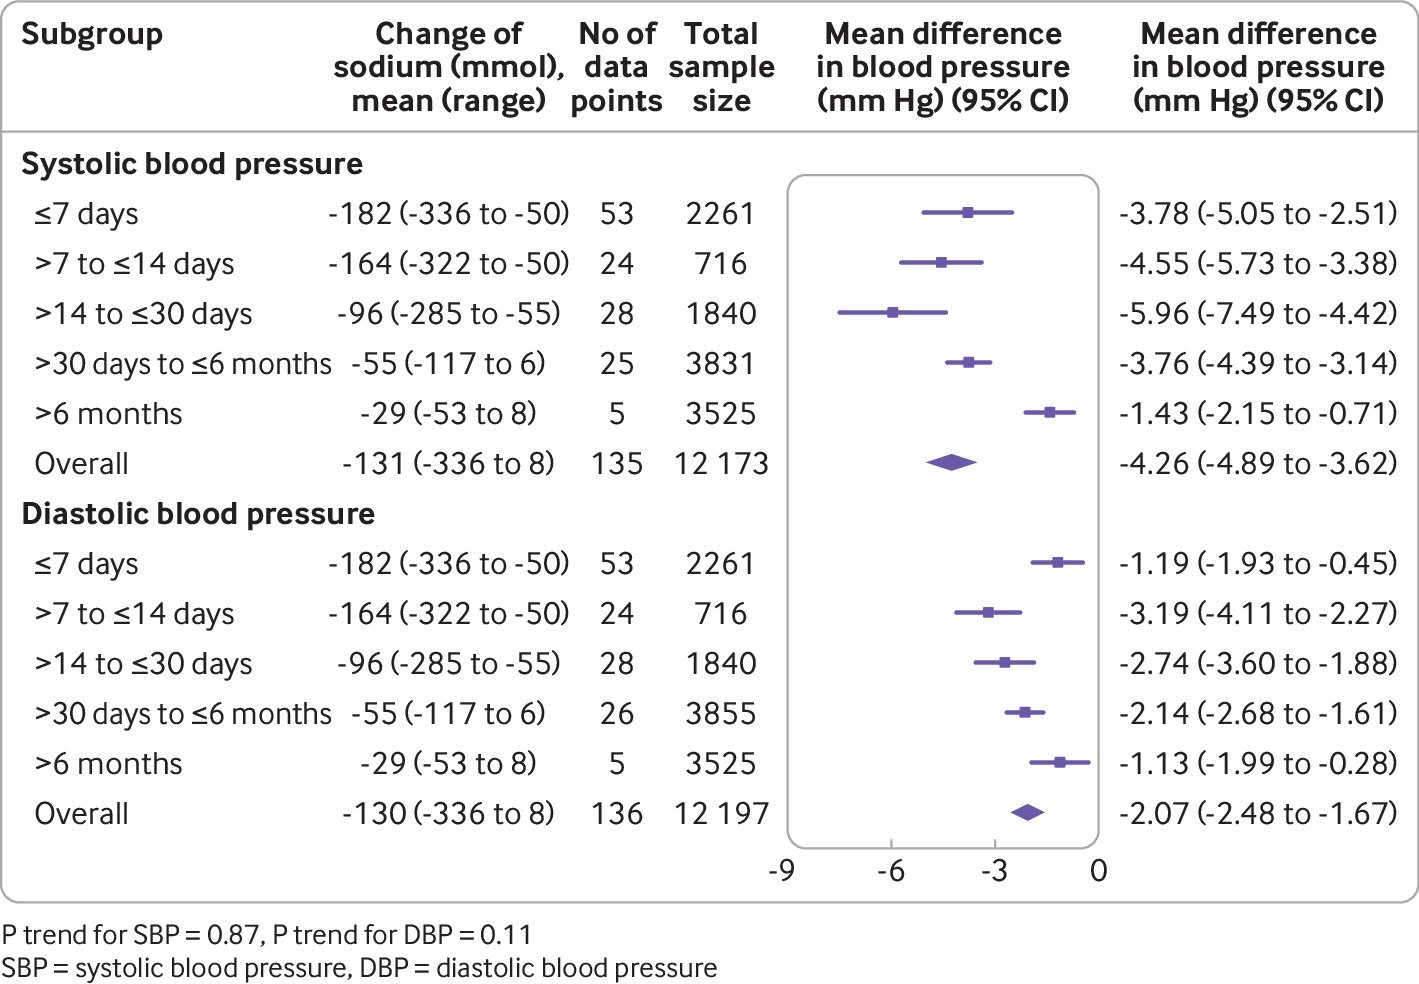 Subgroup Change of sodium (mmol), mean (range) No of data points Total sample size Mean difference in blood pressure (mm Hg) (95% CI) Mean difference in blood pressure (mm Hg) (95% CI)
Systolic blood pressure
≤7 days -182 (-336 to -50) 53 2261 -3.78 (-5.05 to -2.51)
>7 to ≤14 days -164 (-322 to -50) 24 716 -4.55 (-5.73 to -3.38)
>14 to ≤30 days -96 (-285 to -55) 28 1840 -5.96 (-7.49 to -4.42)
>30 days to ≤6 months -55 (-117 to 6) 25 3831 -3.76 (-4.39 to -3.14)
>6 months -29 (-53 to 8) 5 3525 -1.43 (-2.15 to -0.71)
Overall -131 (-336 to 8) 135 12 173 -4.26 (-4.89 to -3.62)
Diastolic blood pressure
≤7 days -182 (-336 to -50) 53 2261 -1.19 (-1.93 to -0.45)
>7 to ≤14 days -164 (-322 to -50) 24 716 -3.19 (-4.11 to -2.27)
>14 to ≤30 days -96 (-285 to -55) 28 1840 -2.74 (-3.60 to -1.88)
>30 days to ≤6 months -55 (-117 to 6) 26 3855 -2.14 (-2.68 to -1.61)
>6 months -29 (-53 to 8) 5 3525 -1.13 (-1.99 to -0.28)
Overall -130 (-336 to 8) 136 12 197 -2.07 (-2.48 to -1.67)
-9 -6 -3 0
P trend for SBP = 0.87, P trend for DBP = 0.11
SBP = systolic blood pressure, DBP = diastolic blood pressure